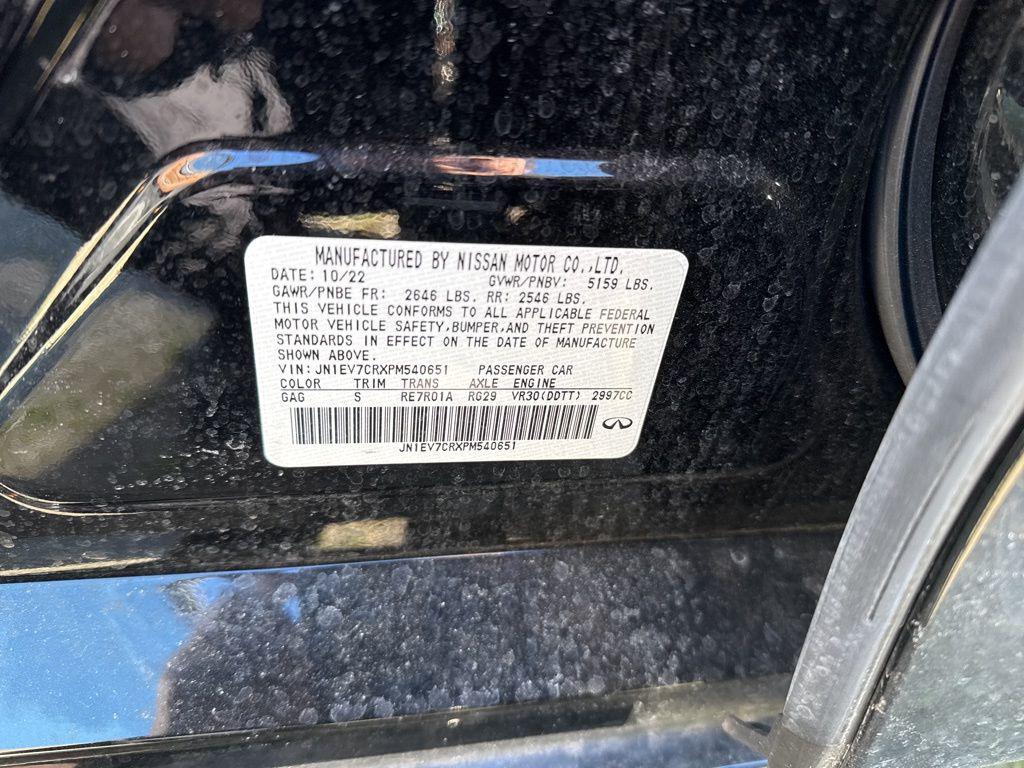 MANUFACTURED BY NISSAN MOTOR CO.,LTD.
DATE: 10/22 GVWR/PNBV: 5159 LBS.
GAWR/PNBE FR: 2646 LBS. RR: 2546 LBS.
THIS VEHICLE CONFORMS TO ALL APPLICABLE FEDERAL
MOTOR VEHICLE SAFETY,BUMPER,AND THEFT PREVENTION
STANDARDS IN EFFECT ON THE DATE OF MANUFACTURE
SHOWN ABOVE.
VIN: JN1EV7CRXPM540651 PASSENGER CAR
COLOR TRIM TRANS AXLE ENGINE
GAG S RE7R01A RG29 VR30(DDTT) 2997CC
JN1EV7CRXPM540651